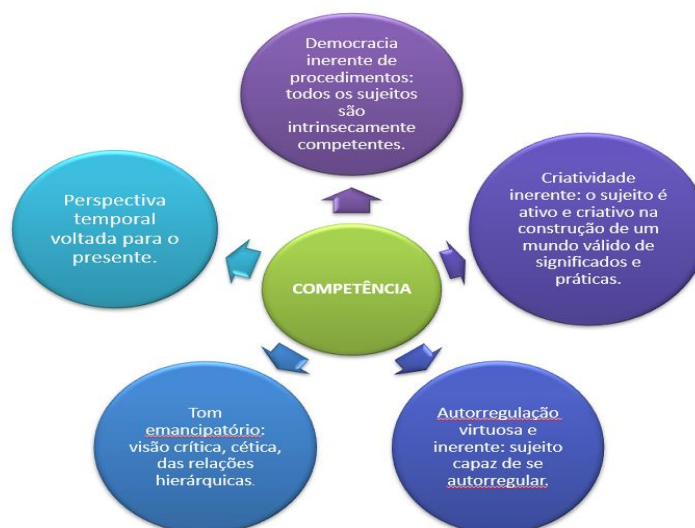 Democracia
inerente de
procedimentos:
todos os sujeitos
são
intrinsecamente
competentes.
Criatividade
inerente: o sujeito é
ativo e criativo na
construção de um
mundo válido de
significados e
práticas.
Autorregulação
virtuosa e
inerente: sujeito
capaz de se
autorregular.
Tom
emancipatório:
visão crítica, cética,
das relações
hierárquicas.
Perspectiva
temporal
voltada para o
presente.
COMPETÊNCIA